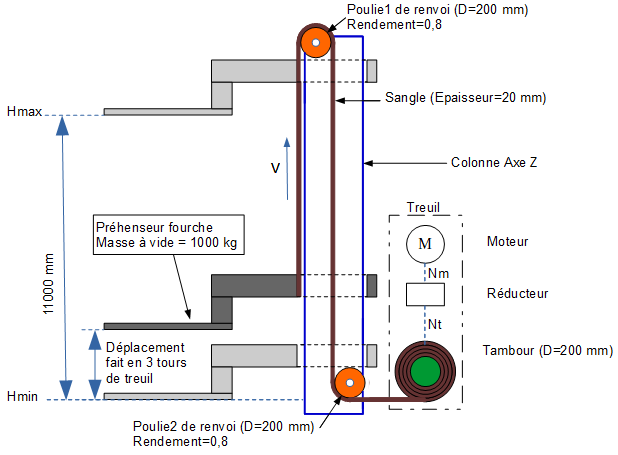 Poulie1 de renvoi (D=200 mm)
Rendement=0,8
Hmax
Sangle (Epaisseur=20 mm)
V
Colonne Axe Z
Treuil
Préhenseur fourche
Masse à vide = 1000 kg
M
Moteur
11000 mm
Nm
Réducteur
Nt
Déplacement
fait en 3 tours
de treuil
Tambour (D=200 mm)
Hmin
Poulie2 de renvoi (D=200 mm)
Rendement=0,8